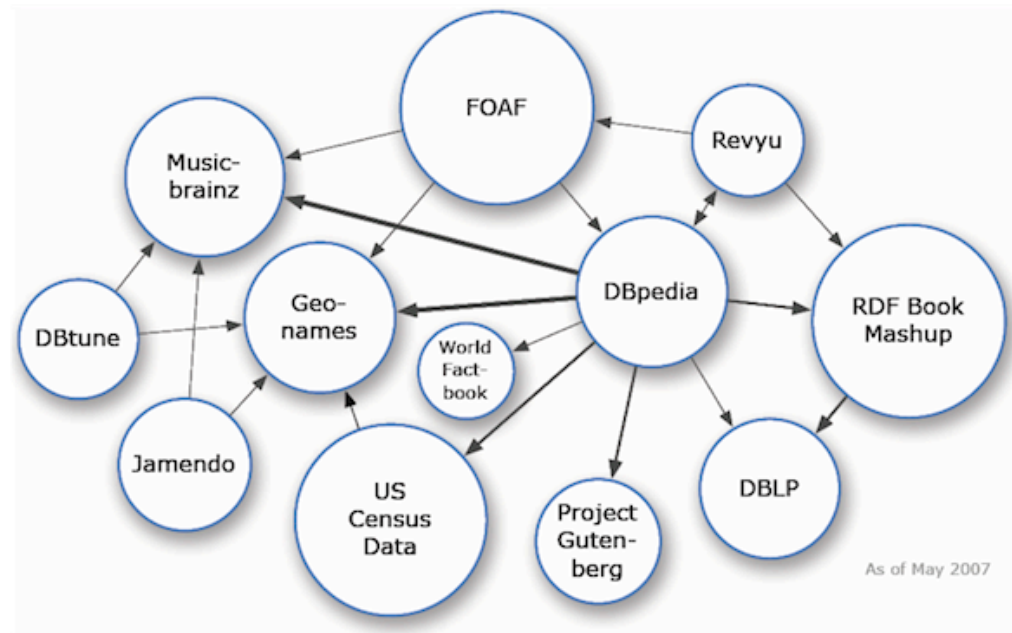 FOAF
Revyu
Music-
brainz
DBpedia
Geo-
names
RDF Book
Mashup
DBtune
World
Fact-
book
Jamendo
US
Census
Data
Project
Guten-
berg
DBLP
As of May 2007